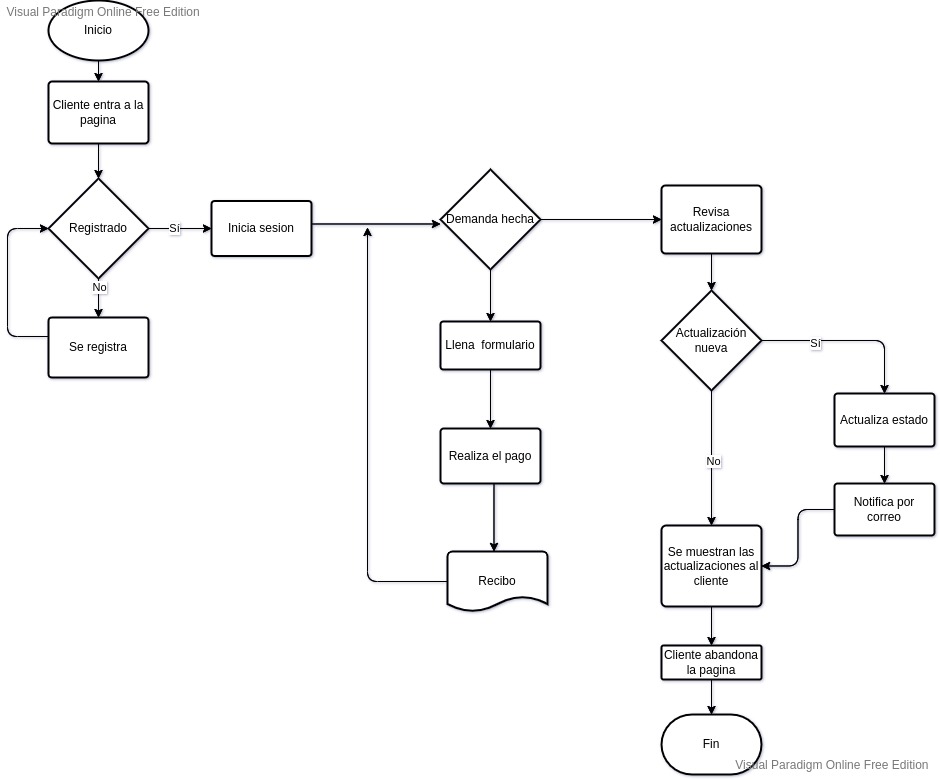 Visual Paradigm Online Free Edition
Inicio
Cliente entra a la
pagina
Registrado
Sí
No
Se registra
Inicia sesion
Demanda hecha
Llena formulario
Realiza el pago
Recibo
Revisa
actualizaciones
Actualización
nueva
Sí
No
Actualiza estado
Notifica por
correo
Se muestran las
actualizaciones al
cliente
Cliente abandona
la pagina
Fin
Visual Paradigm Online Free Edition